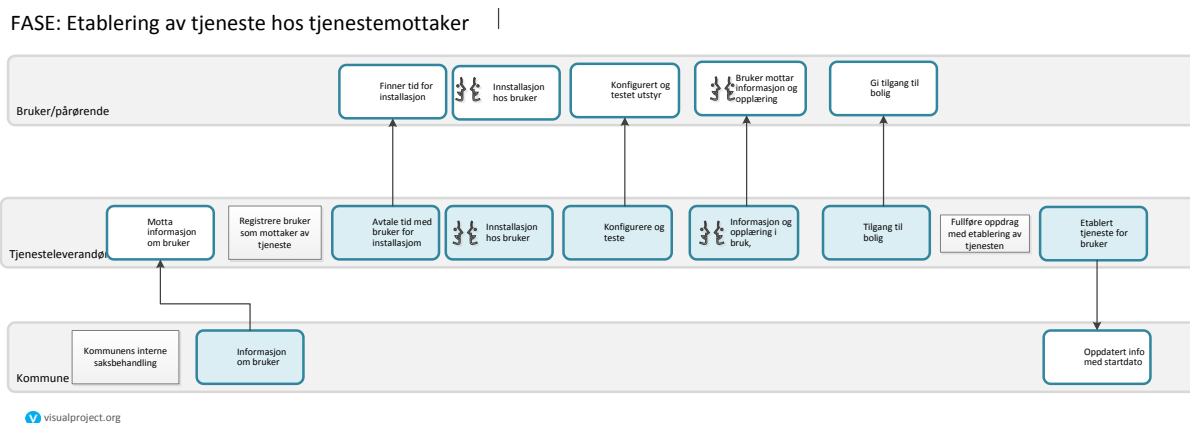 FASE: Etablering av tjeneste hos tjenestemottaker
Bruker/pårørende
Finner tid for
installasjon
Innstallasjon
hos bruker
Konfigurert og
testet utstyr
Bruker mottar
informasjon og
opplæring
Gi tilgang til
bolig
Tjenesteleverandør
Motta
informasjon
om bruker
Registrere bruker
som mottaker av
tjeneste
Avtale tid med
bruker for
installasjom
Innstallasjon
hos bruker
Konfigurere og
teste
Informasjon og
opplæring i
bruk,
Tilgang til
bolig
Fullføre oppdrag
med etablering av
tjenesten
Etablert
tjeneste for
bruker
Kommune
Kommunens interne
saksbehandling
Informasjon
om bruker
Oppdatert info
med startdato
V visualproject.org